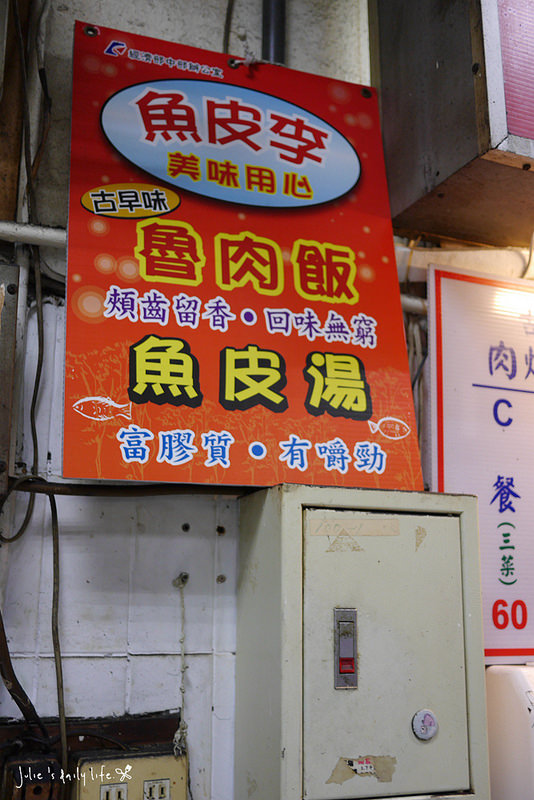 經濟部中部辦公室
魚皮李
美味用心
古早味
魯肉飯
頰齒留香•回味無窮
魚皮湯
富膠質•有嚼勁
肉
C
餐
(三菜)
60
Julie's daily life.